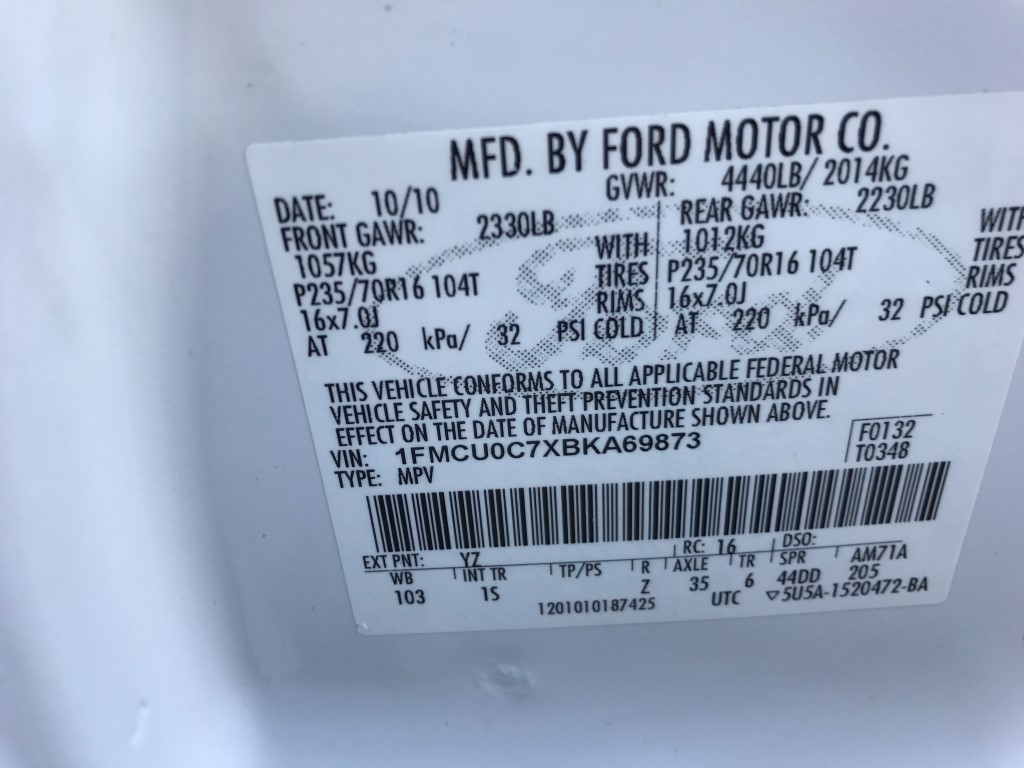 MFD. BY FORD MOTOR CO.
DATE: 10/10 GVWR: 4440LB/ 2014KG
FRONT GAWR: 2330LB REAR GAWR: 2230LB
1057KG WITH 1012KG WITH
P235/70R16 104T TIRES P235/70R16 104T TIRES
16x7.0J RIMS 16x7.0J RIMS
AT 220 kPa/ 32 PSI COLD AT 220 kPa/ 32 PSI COLD
Ford
THIS VEHICLE CONFORMS TO ALL APPLICABLE FEDERAL MOTOR
VEHICLE SAFETY AND THEFT PREVENTION STANDARDS IN
EFFECT ON THE DATE OF MANUFACTURE SHOWN ABOVE.
VIN: 1FMCU0C7XBKA69873 F0132
TYPE: MPV T0348
EXT PNT: YZ RC: 16 DSO:
WB INT TR TP/PS R AXLE TR SPR AM71A
103 1S Z 35 6 44DD 205
1201010187425 UTC ▽5U5A-1520472-BA